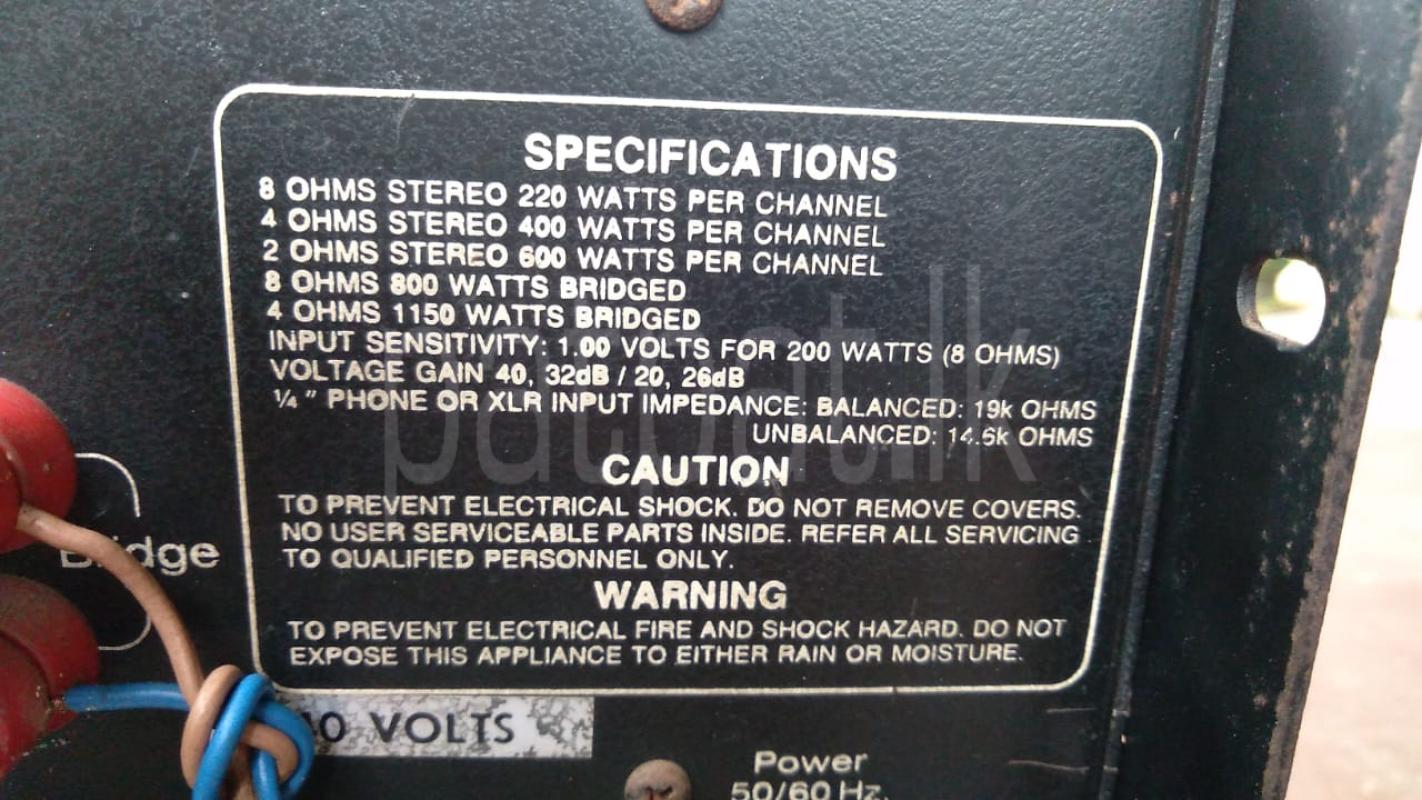 SPECIFICATIONS
8 OHMS STEREO 220 WATTS PER CHANNEL
4 OHMS STEREO 400 WATTS PER CHANNEL
2 OHMS STEREO 600 WATTS PER CHANNEL
8 OHMS 800 WATTS BRIDGED
4 OHMS 1150 WATTS BRIDGED
INPUT SENSITIVITY: 1.00 VOLTS FOR 200 WATTS (8 OHMS)
VOLTAGE GAIN 40, 32dB / 20, 26dB
¼ " PHONE OR XLR INPUT IMPEDANCE: BALANCED: 19k OHMS
UNBALANCED: 14.6k OHMS
CAUTION
TO PREVENT ELECTRICAL SHOCK. DO NOT REMOVE COVERS.
NO USER SERVICEABLE PARTS INSIDE. REFER ALL SERVICING
TO QUALIFIED PERSONNEL ONLY.
WARNING
TO PREVENT ELECTRICAL FIRE AND SHOCK HAZARD. DO NOT
EXPOSE THIS APPLIANCE TO EITHER RAIN OR MOISTURE.
Bridge
VOLTS
Power
50/60 Hz.
patpat.lk